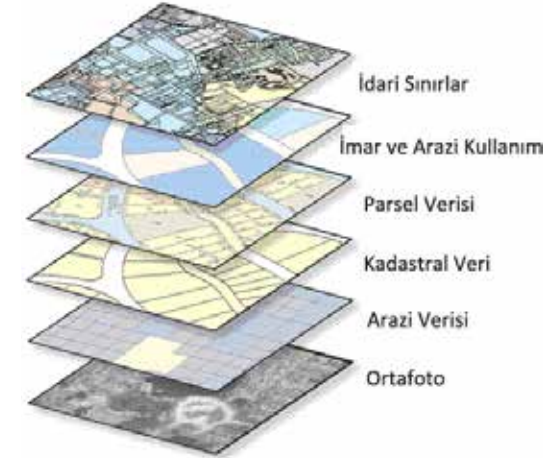 İdari Sınırlar
İmar ve Arazi Kullanım
Parsel Verisi
Kadastral Veri
Arazi Verisi
Ortafoto